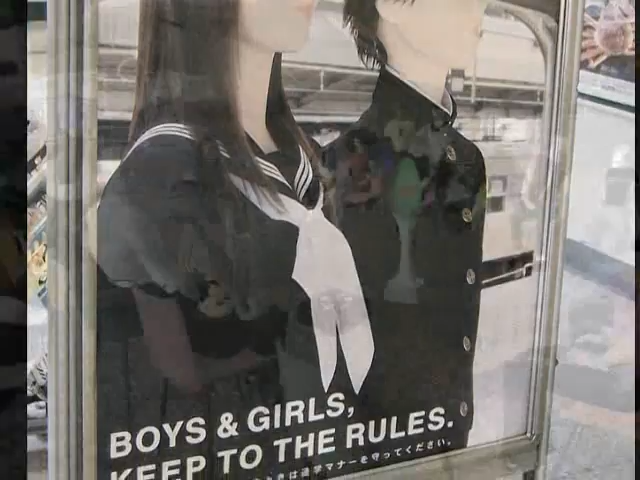 BOYS & GIRLS,
KEEP TO THE RULES.
は通学マナーを守ってください。